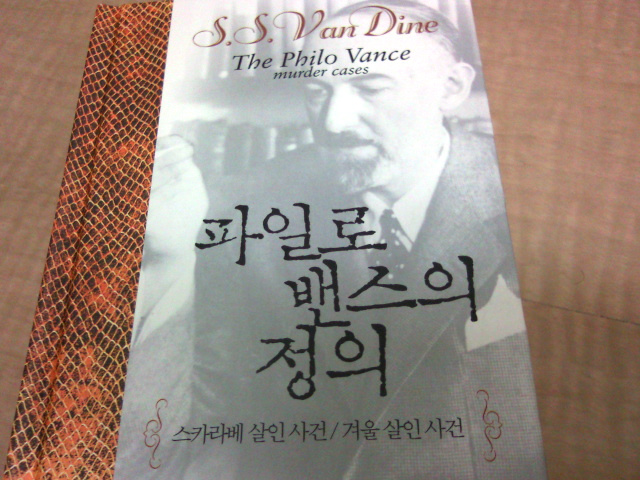 S.S. Van Dine
The Philo Vance
murder cases
파일로
밴스의
정의
스카라베 살인 사건 / 겨울 살인 사건